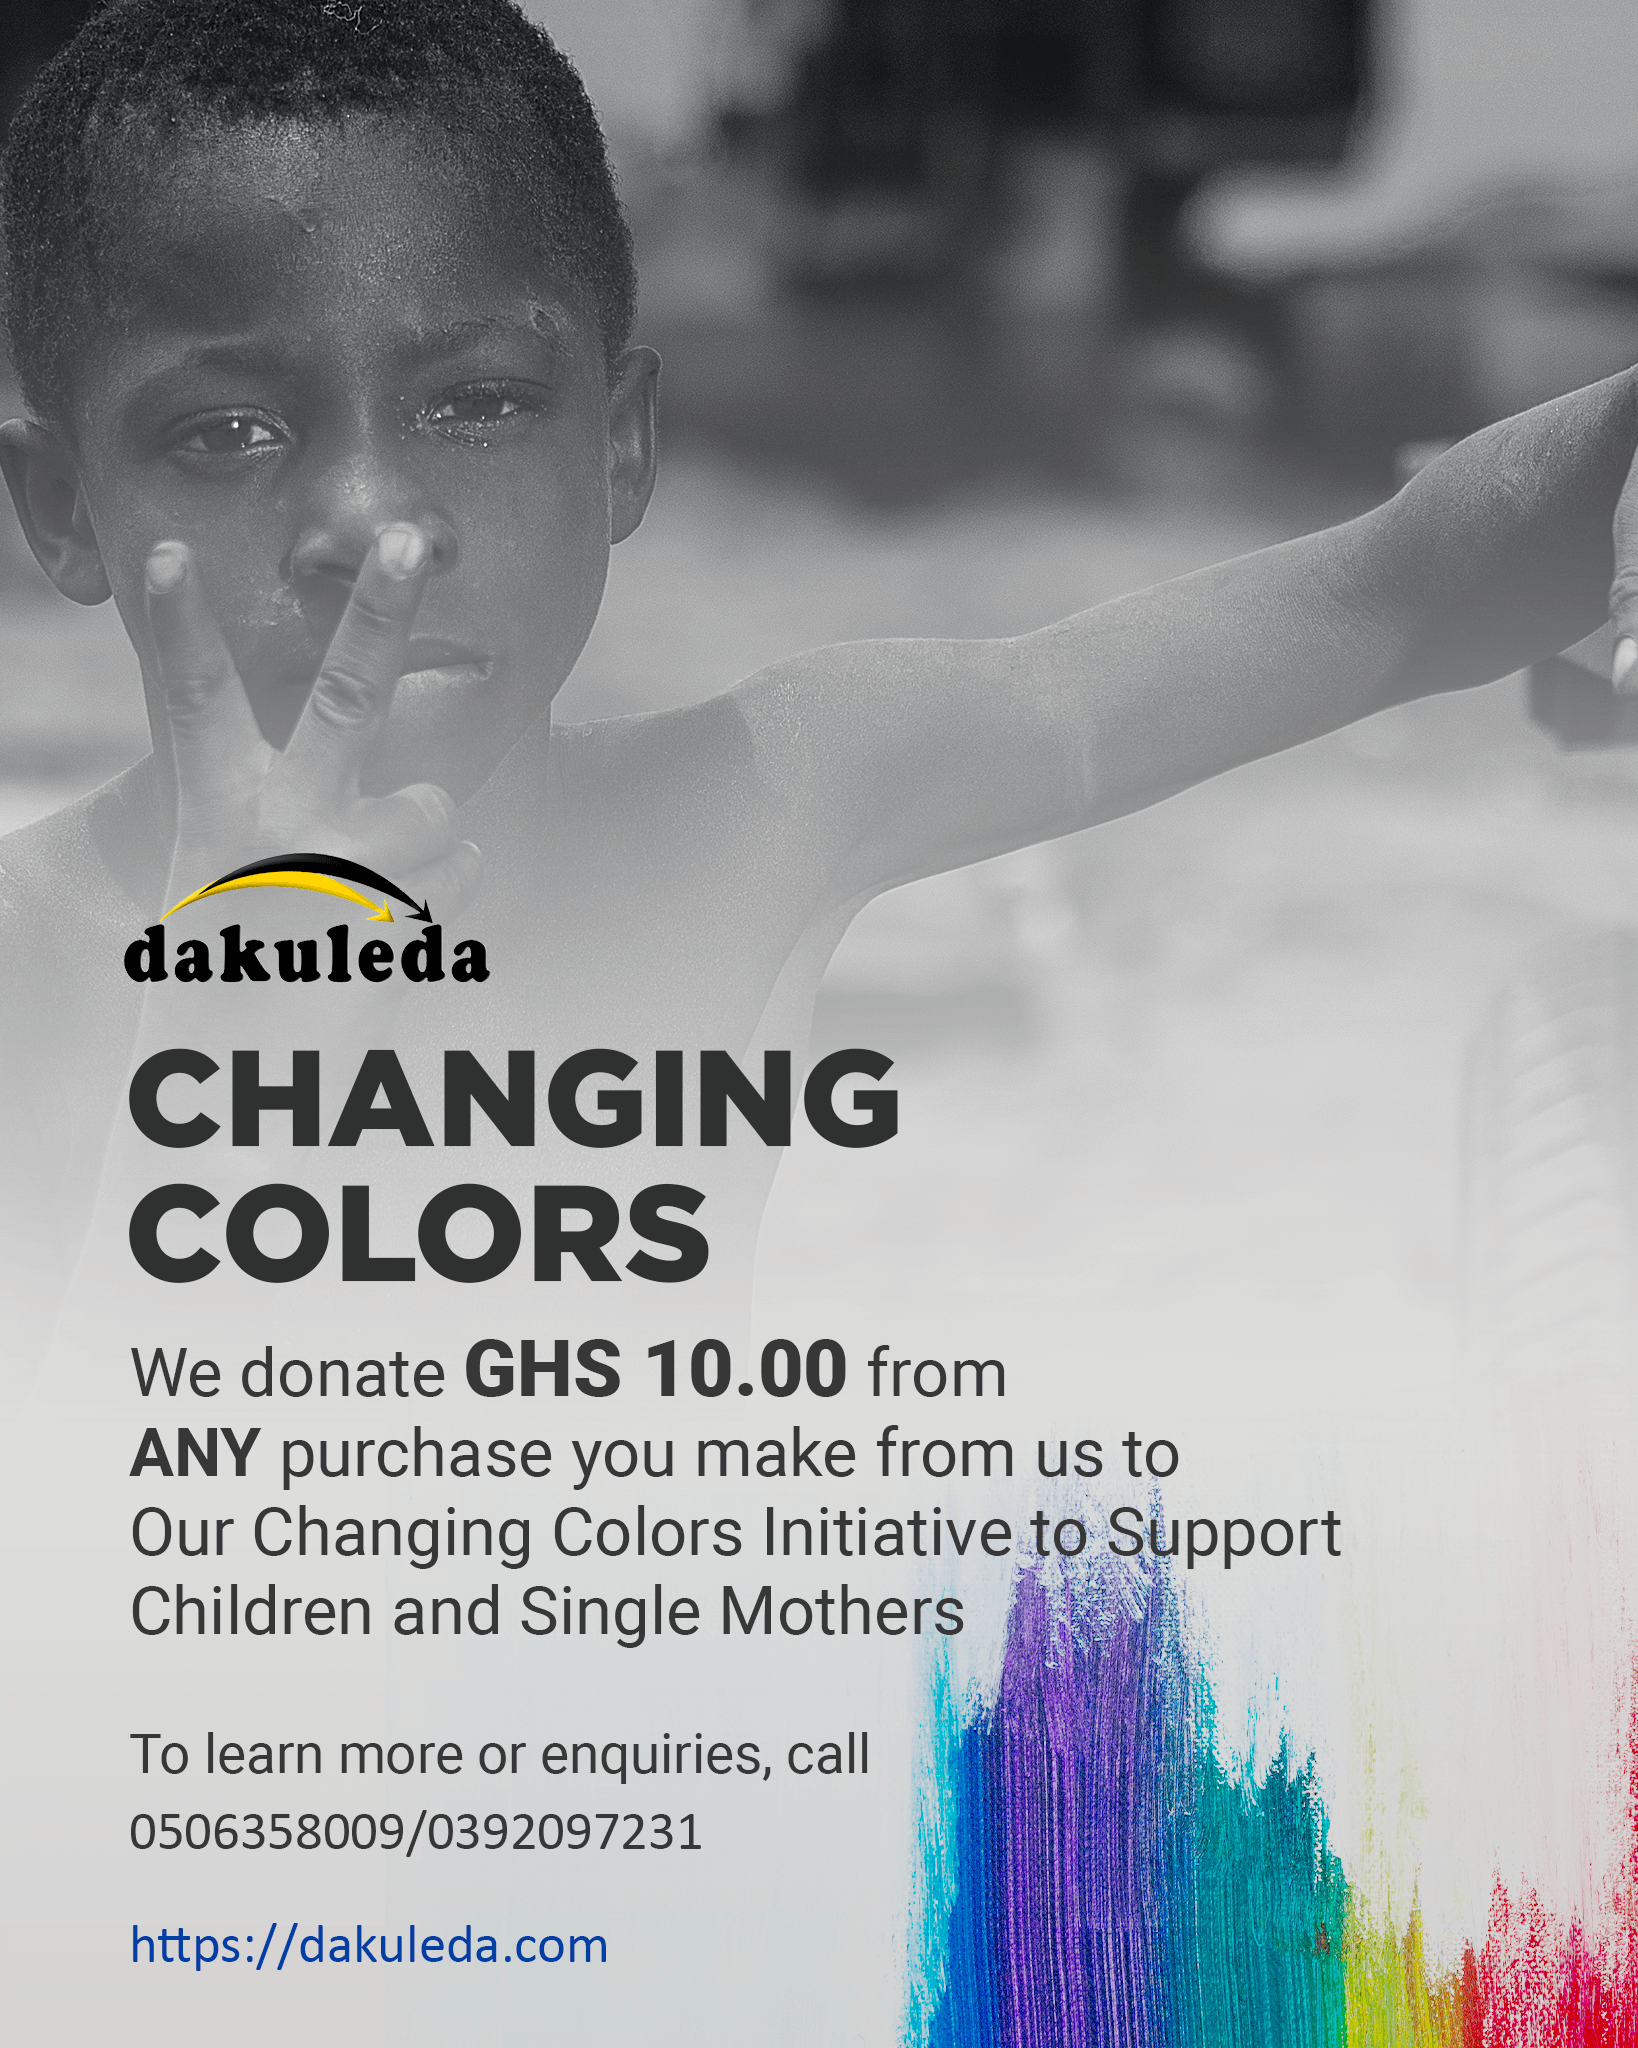 dakuleda
CHANGING
COLORS
We donate GHS 10.00 from
ANY purchase you make from us to
Our Changing Colors Initiative to Support
Children and Single Mothers
To learn more or enquiries, call
0506358009/0392097231
https://dakuleda.com